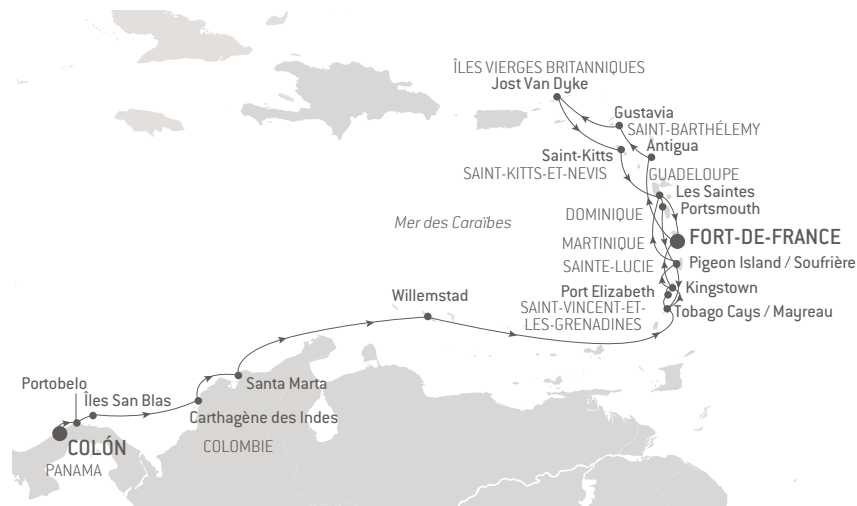 ÎLES VIERGES BRITANNIQUES
Jost Van Dyke
Gustavia
SAINT-BARTHÉLEMY
Antigua
Saint-Kitts
SAINT-KITTS-ET-NEVIS
GUADELOUPE
Les Saintes
Portsmouth
DOMINIQUE
Mer des Caraïbes
FORT-DE-FRANCE
MARTINIQUE
Pigeon Island / Soufrière
SAINTE-LUCIE
Kingstown
Port Elizabeth
Willemstad
SAINT-VINCENT-ET-
LES-GRENADINES
Tobago Cays / Mayreau
Portobelo
Îles San Blas
Santa Marta
Carthagène des Indes
COLÓN
PANAMA
COLOMBIE